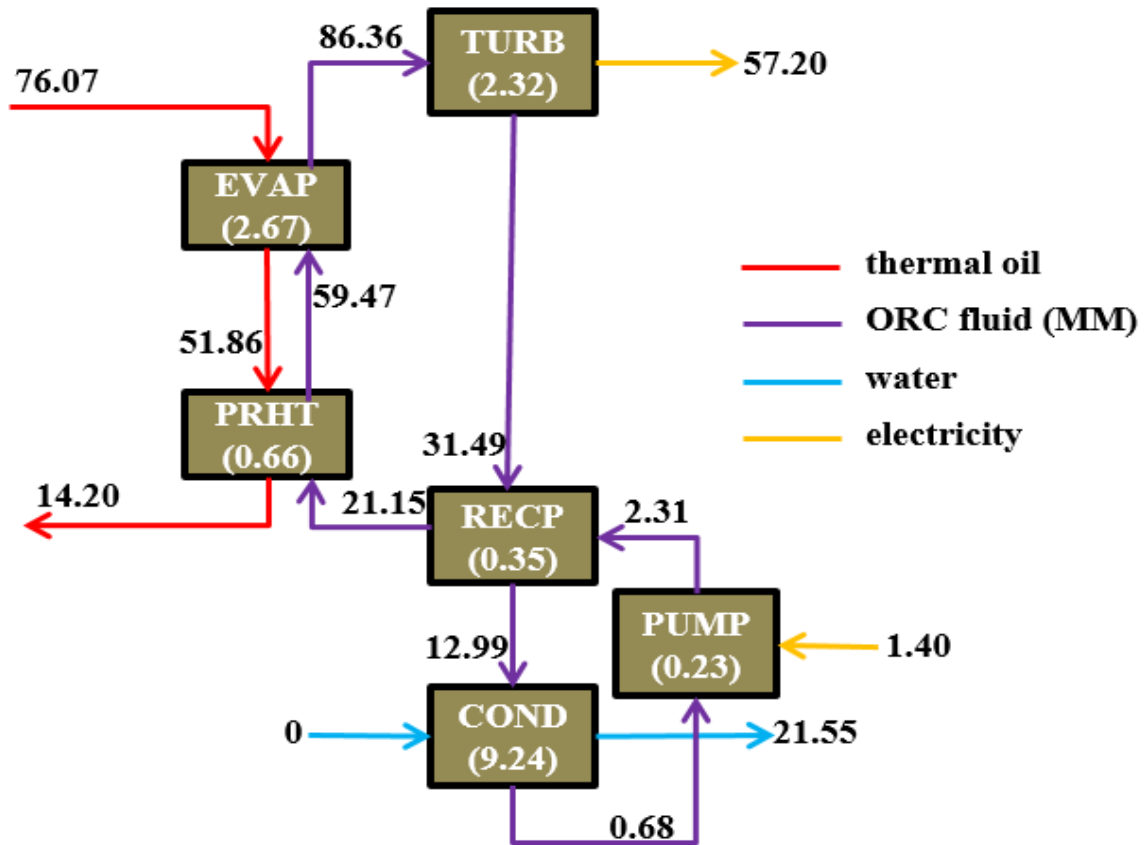 86.36
TURB
(2.32)
57.20
76.07
EVAP
(2.67)
59.47
51.86
thermal oil
ORC fluid (MM)
water
electricity
PRHT
(0.66)
14.20
21.15
31.49
RECP
(0.35)
2.31
12.99
PUMP
(0.23)
1.40
0
COND
(9.24)
21.55
0.68